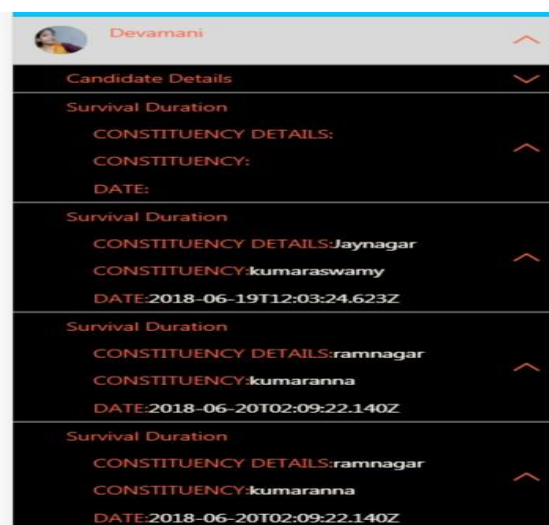 Devamani
Candidate Details
Survival Duration
CONSTITUENCY DETAILS:
CONSTITUENCY:
DATE:
Survival Duration
CONSTITUENCY DETAILS:Jaynagar
CONSTITUENCY:kumaraswamy
DATE:2018-06-19T12:03:24.623Z
Survival Duration
CONSTITUENCY DETAILS:ramnagar
CONSTITUENCY:kumaranna
DATE:2018-06-20T02:09:22.140Z
Survival Duration
CONSTITUENCY DETAILS:ramnagar
CONSTITUENCY:kumaranna
DATE:2018-06-20T02:09:22.140Z